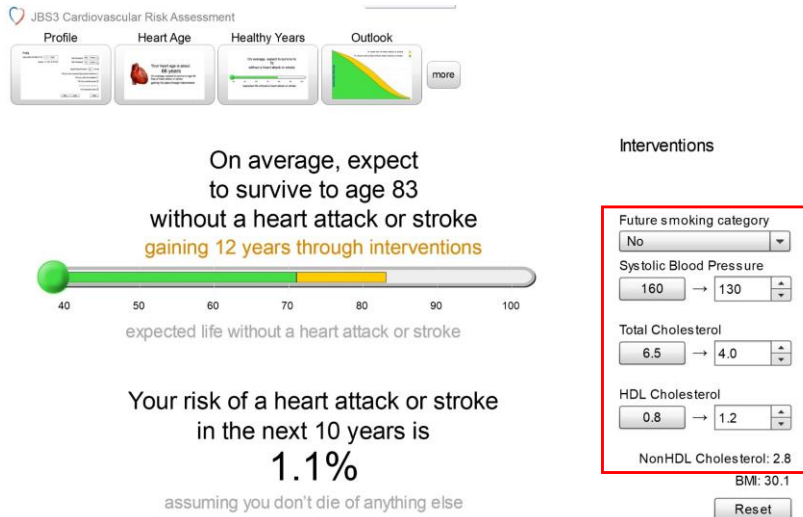 JBS3 Cardiovascular Risk Assessment
Profile
Heart Age
Healthy Years
Outlook
more
On average, expect
to survive to age 83
without a heart attack or stroke
gaining 12 years through interventions
40 50 60 70 80 90 100
expected life without a heart attack or stroke
Your risk of a heart attack or stroke
in the next 10 years is
1.1%
assuming you don't die of anything else
Interventions
Future smoking category
No
Systolic Blood Pressure
160 → 130
Total Cholesterol
6.5 → 4.0
HDL Cholesterol
0.8 → 1.2
NonHDL Cholesterol: 2.8
BMI: 30.1
Reset